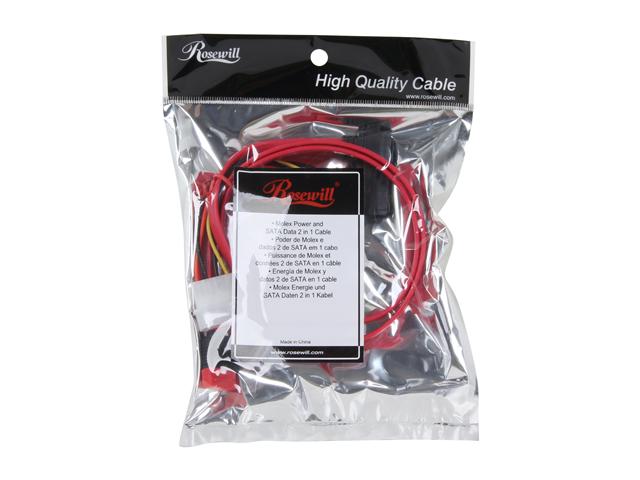 Rosewill
High Quality Cable
www.rosewill.com
Rosewill®
• Molex Power and
SATA Data 2 in 1 Cable
• Poder de Molex e
dados 2 de SATA em 1 cabo
• Puissance de Molex et
données 2 de SATA en 1 câble
• Energía de Molex y
datos 2 de SATA en 1 cable
• Molex Energie und
SATA Daten 2 in 1 Kabel
Made in China
www.rosewill.com